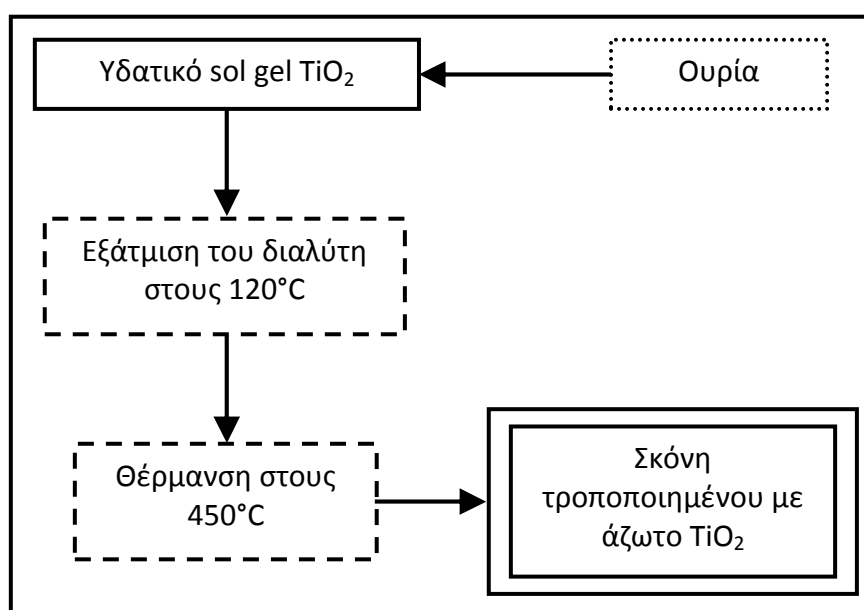 Υδατικό sol gel TiO₂
Ουρία
Εξάτμιση του διαλύτη
στους 120°C
Θέρμανση στους
450°C
Σκόνη
τροποποιημένου με
άζωτο TiO₂